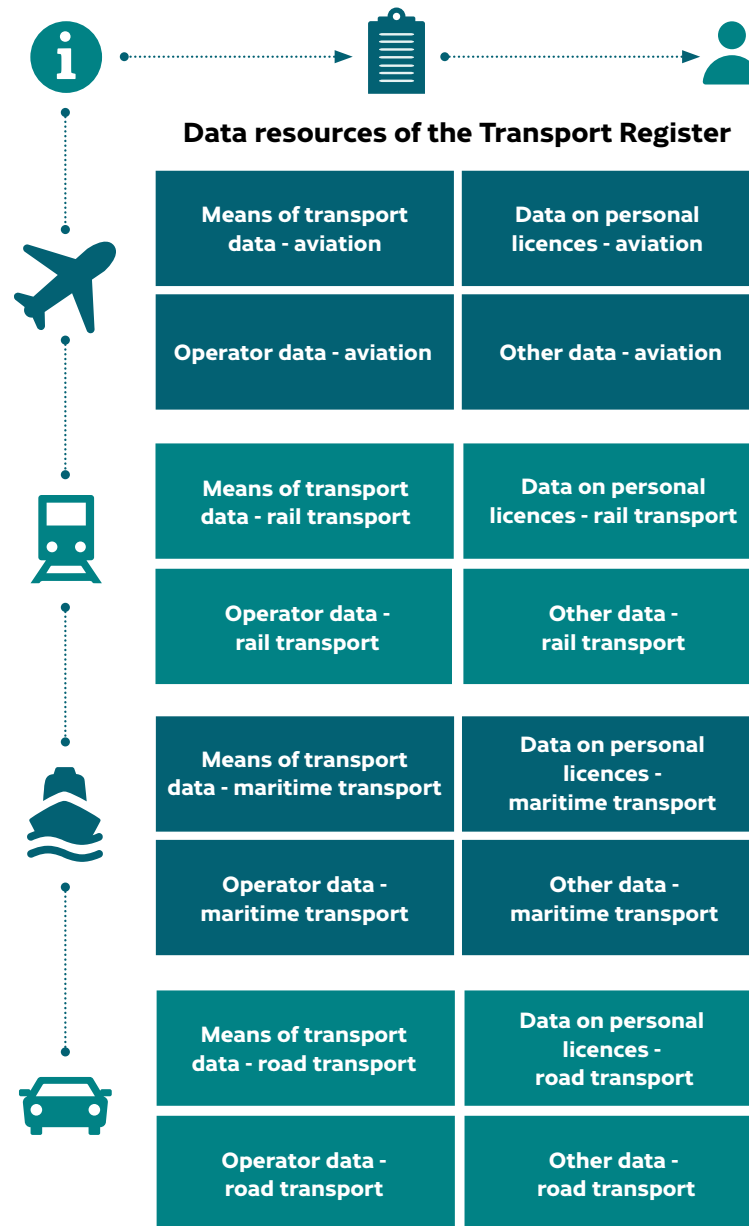 Data resources of the Transport Register
Means of transport
data - aviation
Data on personal
licences - aviation
Operator data - aviation
Other data - aviation
Means of transport
data - rail transport
Data on personal
licences - rail transport
Operator data -
rail transport
Other data -
rail transport
Means of transport
data - maritime transport
Data on personal
licences -
maritime transport
Operator data -
maritime transport
Other data -
maritime transport
Means of transport
data - road transport
Data on personal
licences -
road transport
Operator data -
road transport
Other data -
road transport